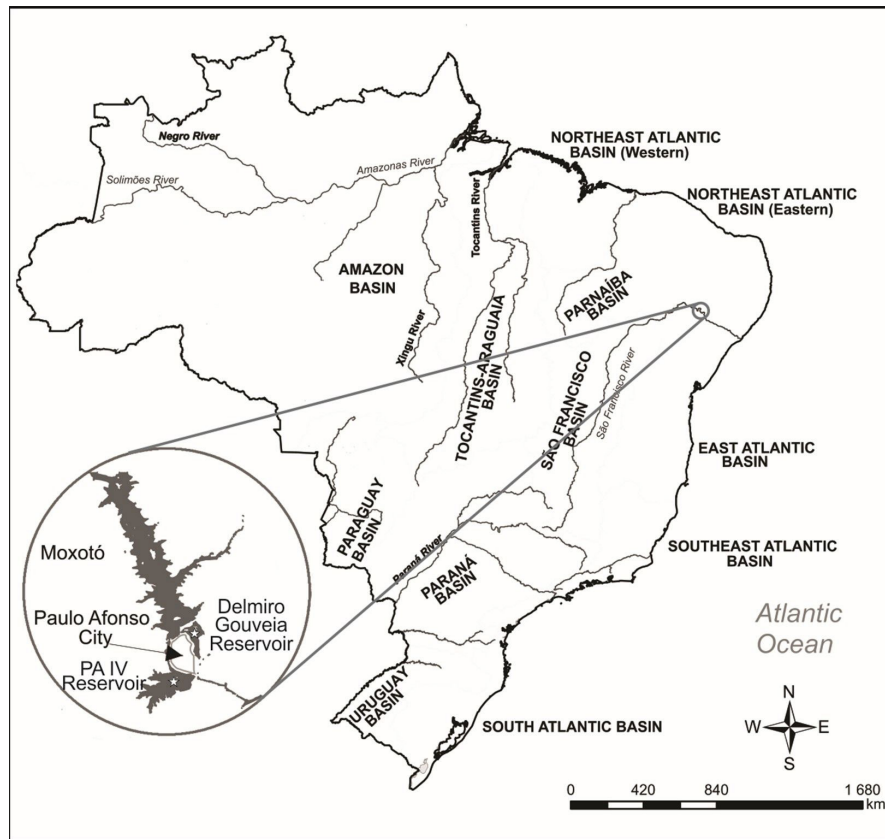 NORTHEAST ATLANTIC
BASIN (Western)
Negro River
Amazonas River
Solimões River
NORTHEAST ATLANTIC
BASIN (Eastern)
Tocantins River
AMAZON
BASIN
PARNAÍBA
BASIN
Xingu River
TOCANTINS-ARAGUAIA
BASIN
SÃO FRANCISCO
BASIN
São Francisco River
EAST ATLANTIC
BASIN
PARAGUAY
BASIN
Paraná River
PARANÁ
BASIN
SOUTHEAST ATLANTIC
BASIN
Moxotó
Paulo Afonso
City
Delmiro
Gouveia
Reservoir
PA IV
Reservoir
Atlantic
Ocean
URUGUAY
BASIN
SOUTH ATLANTIC BASIN
N
W
E
S
0 420 840 1 680
km